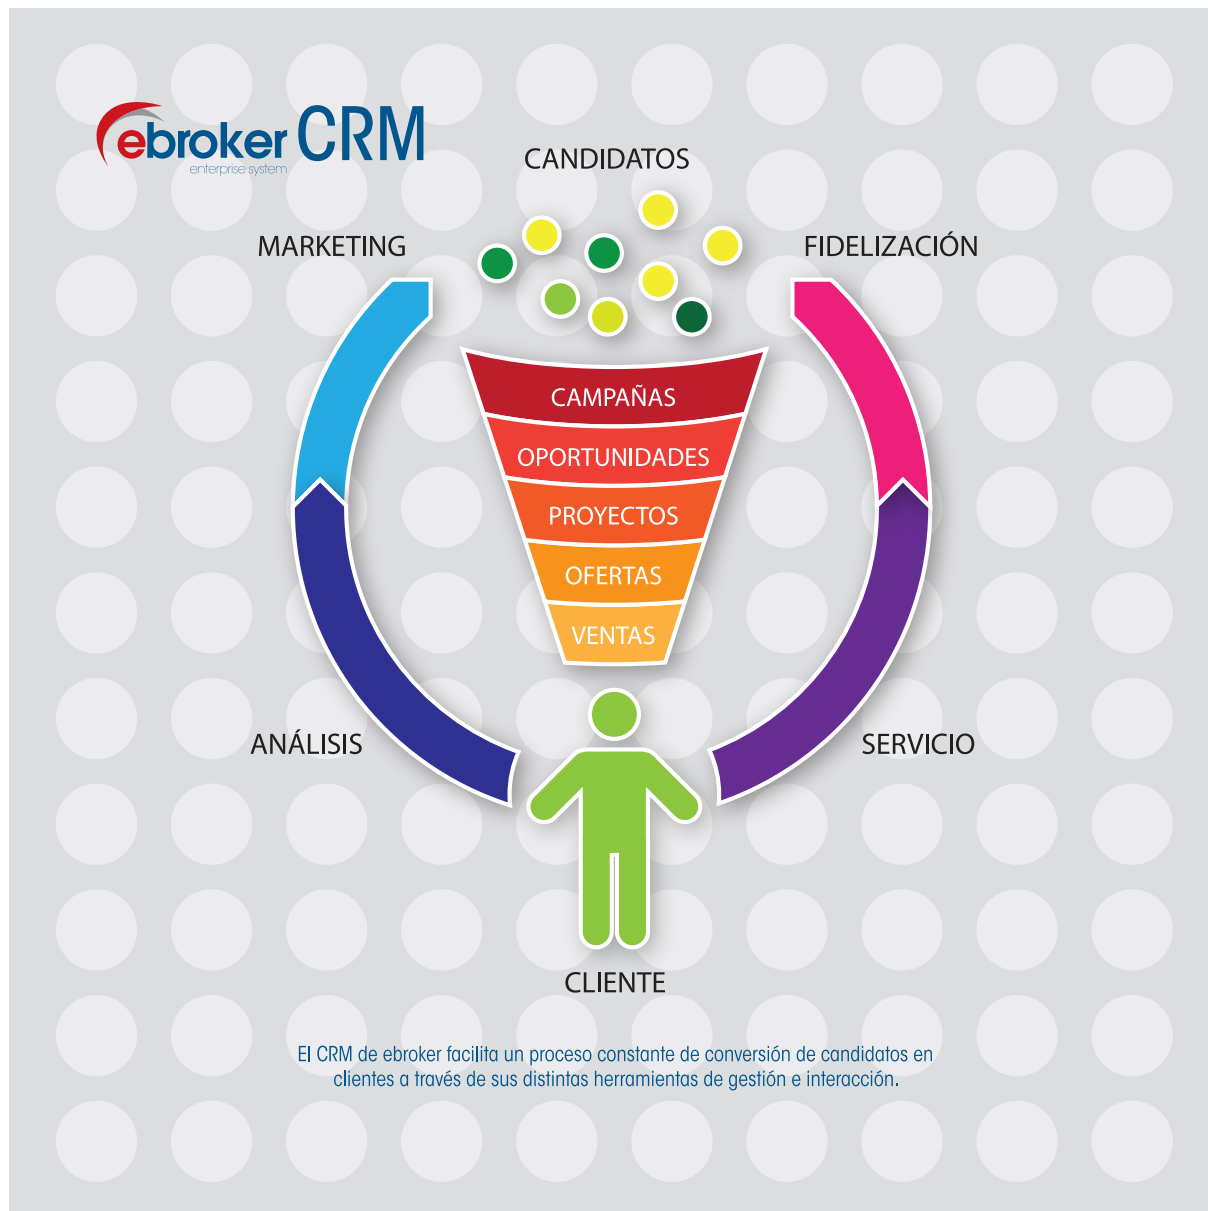 ebroker CRM
enterprise system
CANDIDATOS
MARKETING
FIDELIZACIÓN
CAMPAÑAS
OPORTUNIDADES
PROYECTOS
OFERTAS
VENTAS
ANÁLISIS
SERVICIO
CLIENTE
El CRM de ebroker facilita un proceso constante de conversión de candidatos en
clientes a través de sus distintas herramientas de gestión e interacción.